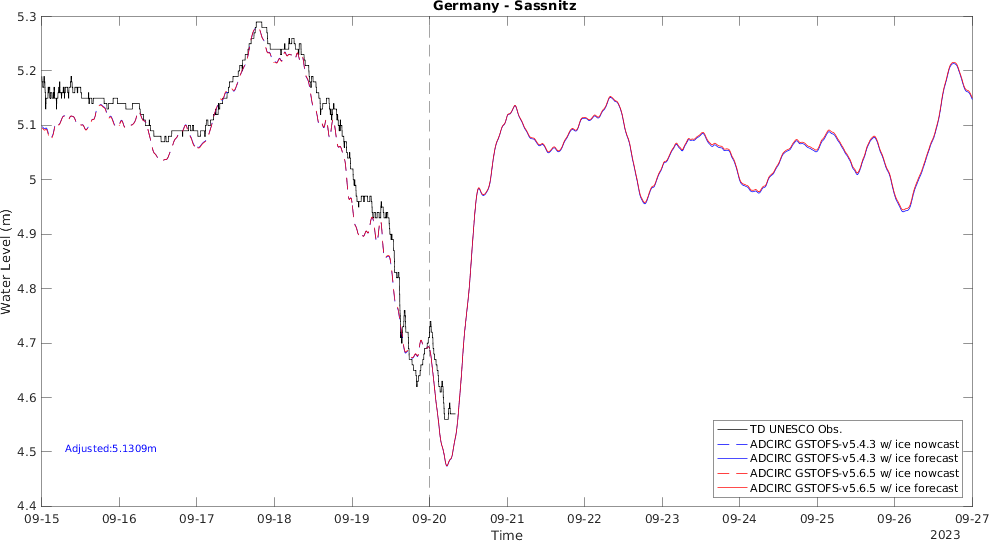 Germany - Sassnitz
5.3
5.2
5.1
5
4.9
4.8
4.7
4.6
4.5
4.4
Water Level (m)
Adjusted:5.1309m
TD UNESCO Obs.
ADCIRC GSTOFS-v5.4.3 w/ ice nowcast
ADCIRC GSTOFS-v5.4.3 w/ ice forecast
ADCIRC GSTOFS-v5.6.5 w/ ice nowcast
ADCIRC GSTOFS-v5.6.5 w/ ice forecast
09-15 09-16 09-17 09-18 09-19 09-20 09-21 09-22 09-23 09-24 09-25 09-26 09-27
Time
2023